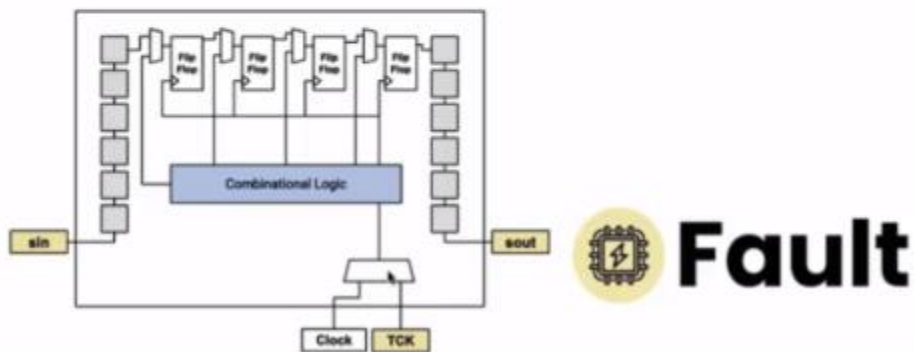 Flip
Flop
Flip
Flop
Flip
Flop
Flip
Flop
Combinational Logic
sin
sout
Fault
Clock
TCK